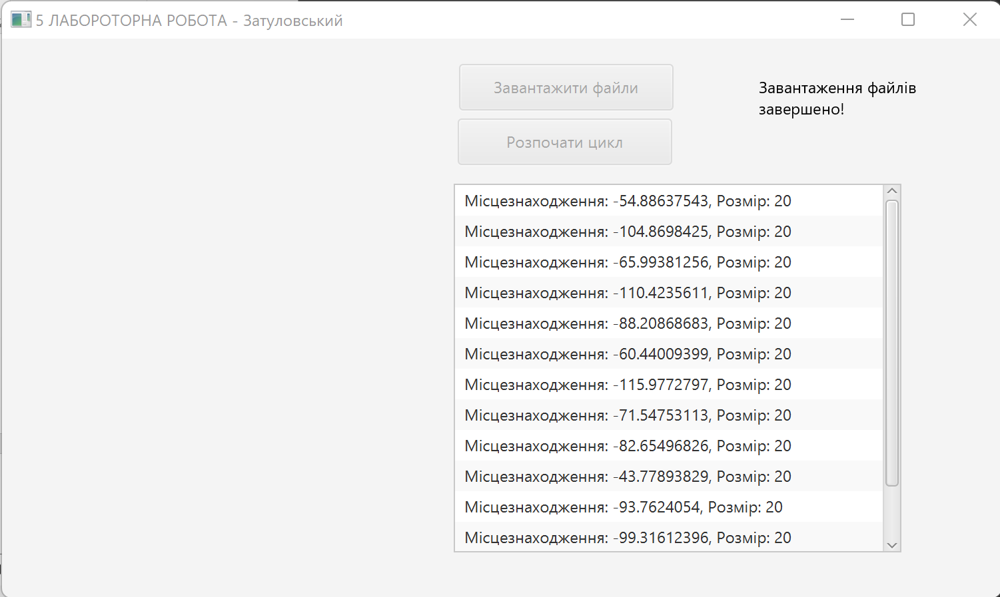 5 ЛАБОРОТОРНА РОБОТА - Затуловський
Завантажити файли
Завантаження файлів
завершено!
Розпочати цикл
Місцезнаходження: -54.88637543, Розмір: 20
Місцезнаходження: -104.8698425, Розмір: 20
Місцезнаходження: -65.99381256, Розмір: 20
Місцезнаходження: -110.4235611, Розмір: 20
Місцезнаходження: -88.20868683, Розмір: 20
Місцезнаходження: -60.44009399, Розмір: 20
Місцезнаходження: -115.9772797, Розмір: 20
Місцезнаходження: -71.54753113, Розмір: 20
Місцезнаходження: -82.65496826, Розмір: 20
Місцезнаходження: -43.77893829, Розмір: 20
Місцезнаходження: -93.7624054, Розмір: 20
Місцезнаходження: -99.31612396, Розмір: 20